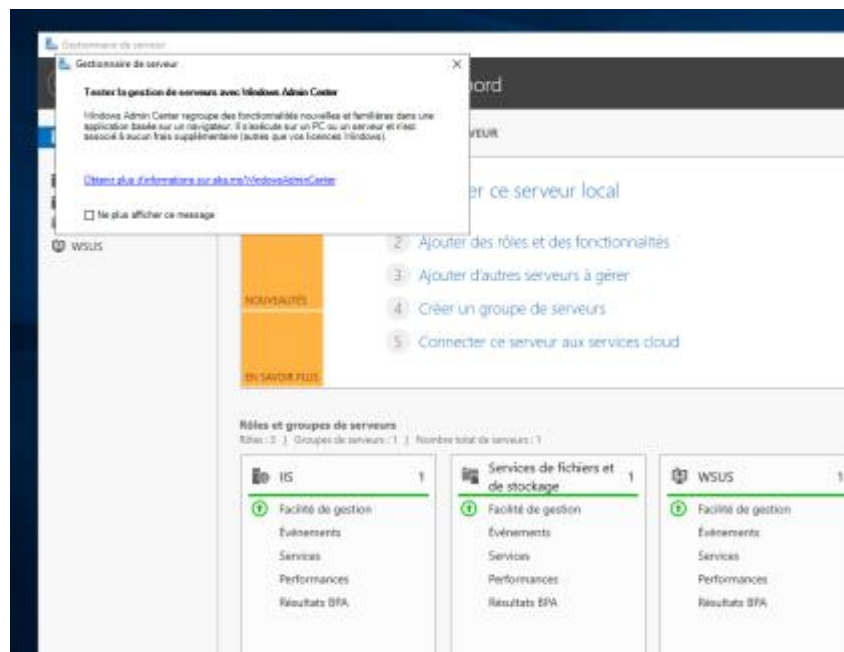 Gestionnaire de serveur
Gestionnaire de serveur
Tester la gestion de serveurs avec Windows Admin Center
Windows Admin Center regroupe des fonctionnalités nouvelles et familières dans une
application basée sur un navigateur. Il s'exécute sur un PC ou un serveur et n'est
associé à aucun frais supplémentaire (autres que vos licences Windows).
Obtenir plus d'informations sur aka.ms/WindowsAdminCenter
Ne plus afficher ce message
ord
VEUR
er ce serveur local
WSUS
2 Ajouter des rôles et des fonctionnalités
3 Ajouter d'autres serveurs à gérer
NOUVEAUTÉS
4 Créer un groupe de serveurs
5 Connecter ce serveur aux services cloud
EN SAVOIR PLUS
Rôles et groupes de serveurs
Rôles : 3 | Groupes de serveurs : 1 | Nombre total de serveurs : 1
IIS 1
Facilité de gestion
Événements
Services
Performances
Résultats BPA
Services de fichiers et
de stockage 1
Facilité de gestion
Événements
Services
Performances
Résultats BPA
WSUS 1
Facilité de gestion
Événements
Services
Performances
Résultats BPA